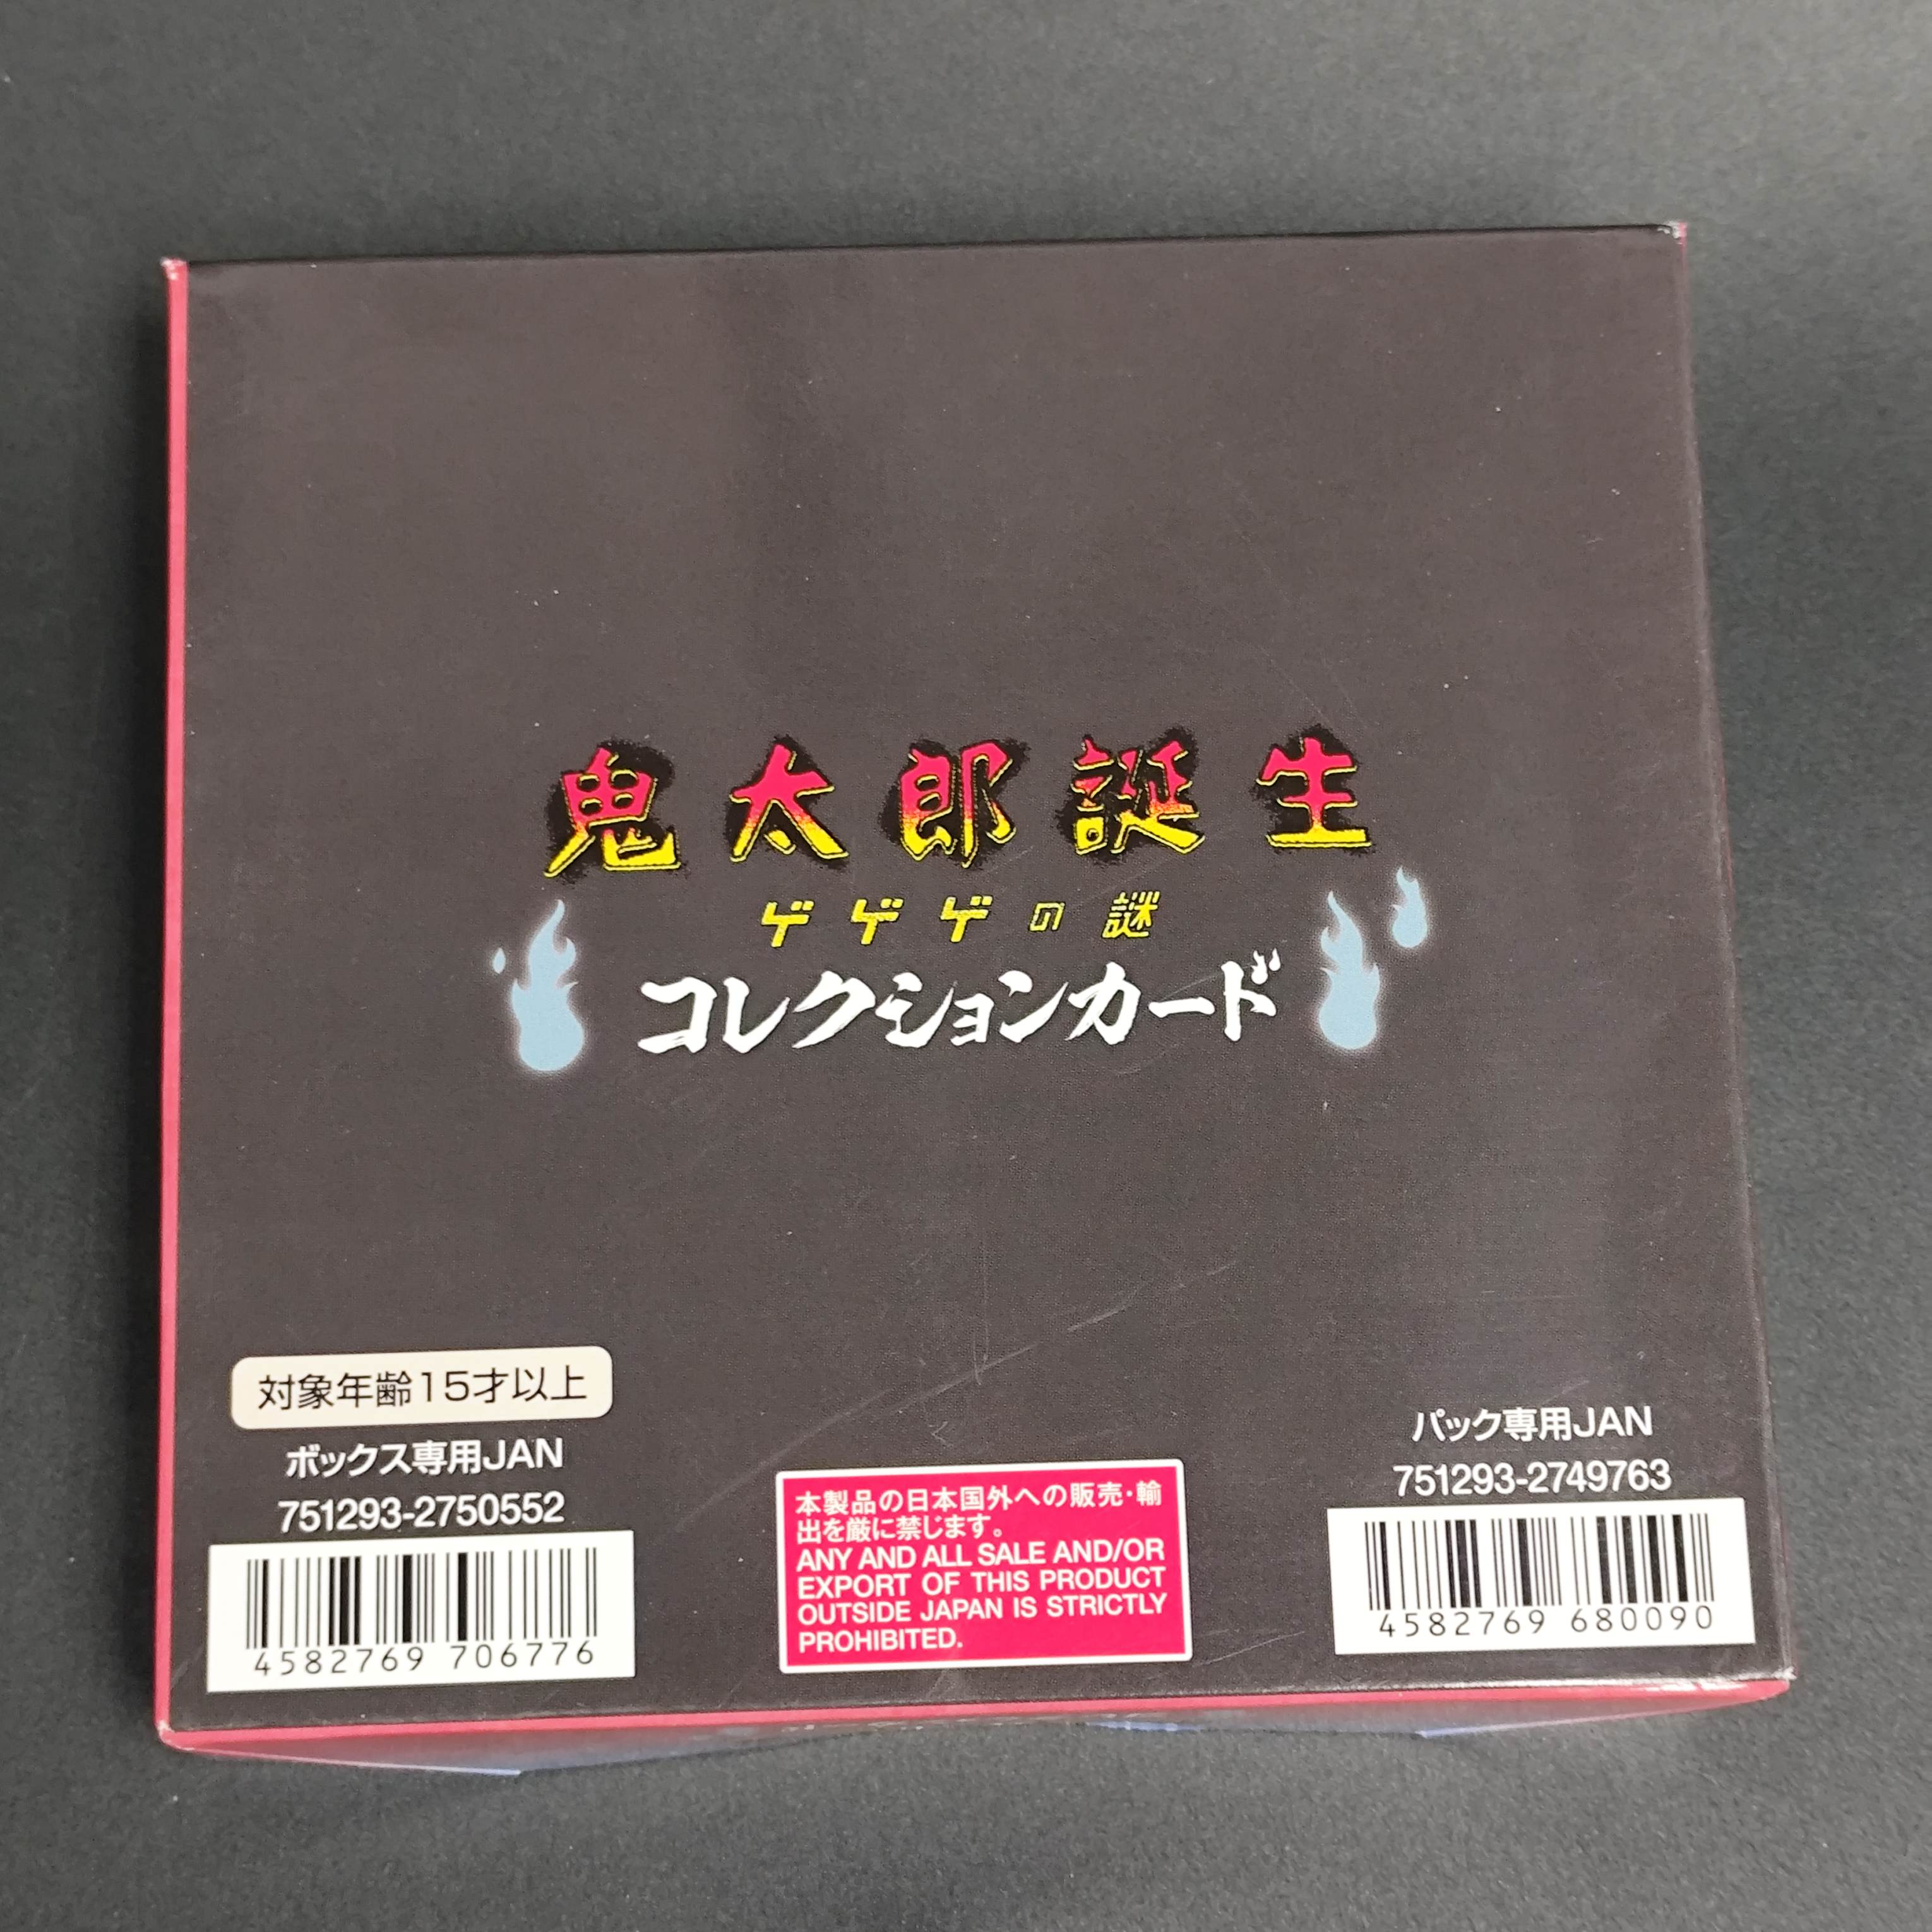 鬼太郎誕生
ゲゲゲの謎
コレクションカード
対象年齢15才以上
ボックス専用JAN
751293-2750552
4582769 706776
本製品の日本国外への販売・輸
出を厳に禁じます。
ANY AND ALL SALE AND/OR
EXPORT OF THIS PRODUCT
OUTSIDE JAPAN IS STRICTLY
PROHIBITED.
パック専用JAN
751293-2749763
4582769 680090